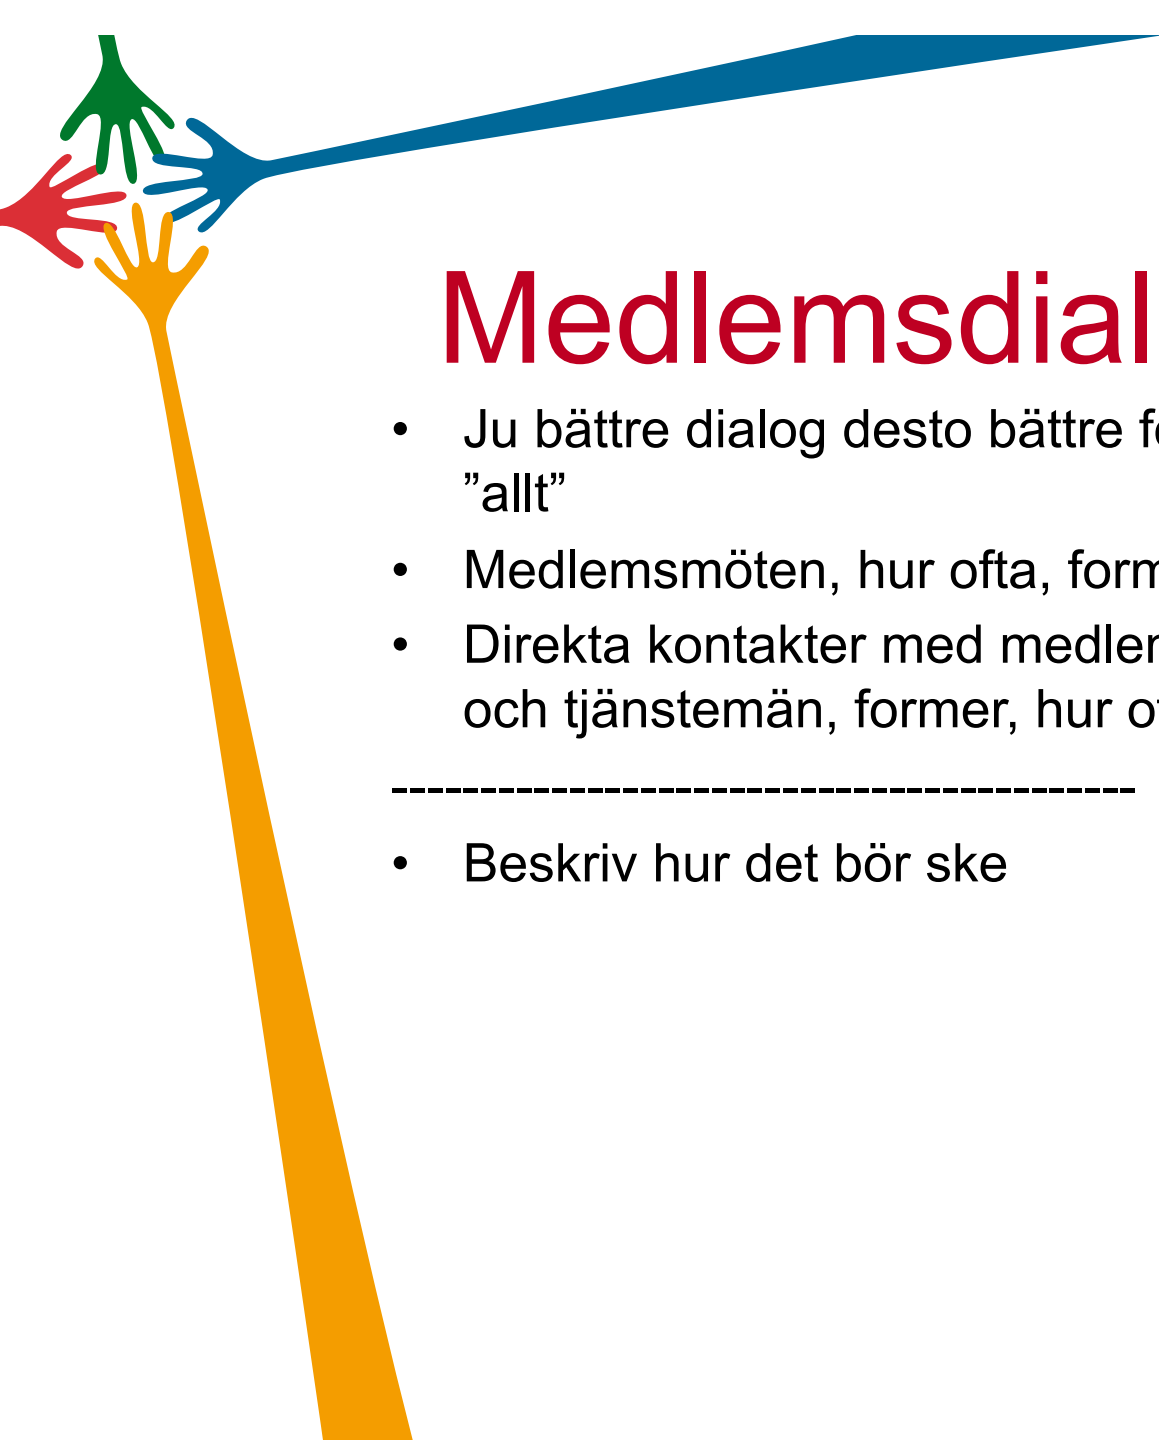 Medlemsdial
• Ju bättre dialog desto bättre
”allt”
• Medlemsmöten, hur ofta, form
• Direkta kontakter med medlem
och tjänstemän, former, hur
------------------------------------------
• Beskriv hur det bör ske